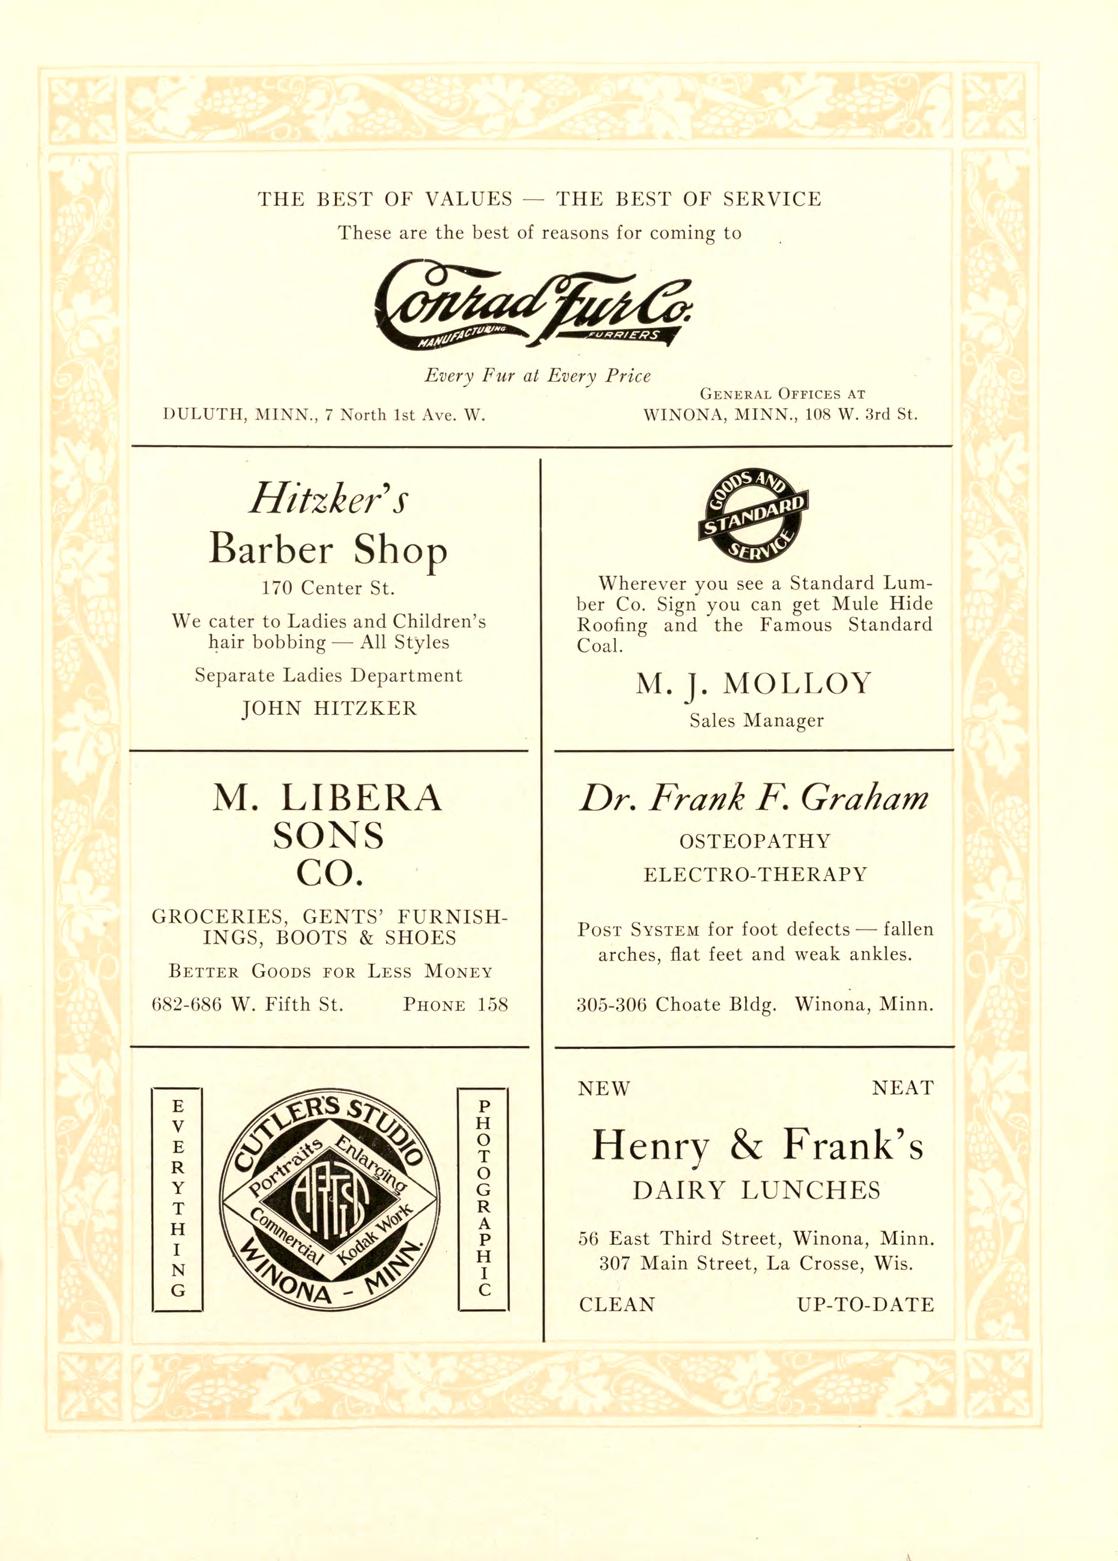 THE BEST OF VALUES — THE BEST OF SERVICE
These are the best of reasons for coming to
Conrad Fur Co.
MANUFACTURING FURRIERS
Every Fur at Every Price
GENERAL OFFICES AT
DULUTH, MINN., 7 North 1st Ave. W. WINONA, MINN., 108 W. 3rd St.
Hitzker's
Barber Shop
170 Center St.
We cater to Ladies and Children's
hair bobbing — All Styles
Separate Ladies Department
JOHN HITZKER
GOODS AND
STANDARD
SERVICE
Wherever you see a Standard Lum-
ber Co. Sign you can get Mule Hide
Roofing and the Famous Standard
Coal.
M. J. MOLLOY
Sales Manager
M. LIBERA
SONS
CO.
GROCERIES, GENTS' FURNISH-
INGS, BOOTS & SHOES
BETTER GOODS FOR LESS MONEY
682-686 W. Fifth St. PHONE 158
Dr. Frank F. Graham
OSTEOPATHY
ELECTRO-THERAPY
POST SYSTEM for foot defects — fallen
arches, flat feet and weak ankles.
305-306 Choate Bldg. Winona, Minn.
EVERYTHING
CUTLER'S STUDIO
Portraits Enlarging
Commercial Kodak Work
WINONA - MINN.
PHOTOGRAPHIC
NEW NEAT
Henry & Frank's
DAIRY LUNCHES
56 East Third Street, Winona, Minn.
307 Main Street, La Crosse, Wis.
CLEAN UP-TO-DATE